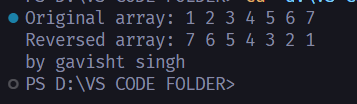 Original array: 1 2 3 4 5 6 7
Reversed array: 7 6 5 4 3 2 1
by gavisht singh
PS D:\VS CODE FOLDER>